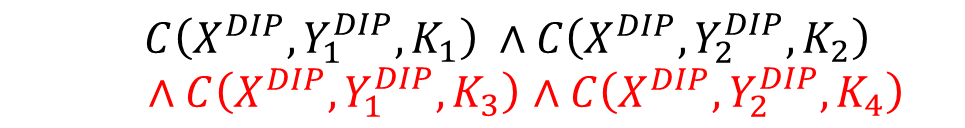 C(X^{DIP}, Y_1^{DIP}, K_1) ∧ C(X^{DIP}, Y_2^{DIP}, K_2)
∧ C(X^{DIP}, Y_1^{DIP}, K_3) ∧ C(X^{DIP}, Y_2^{DIP}, K_4)